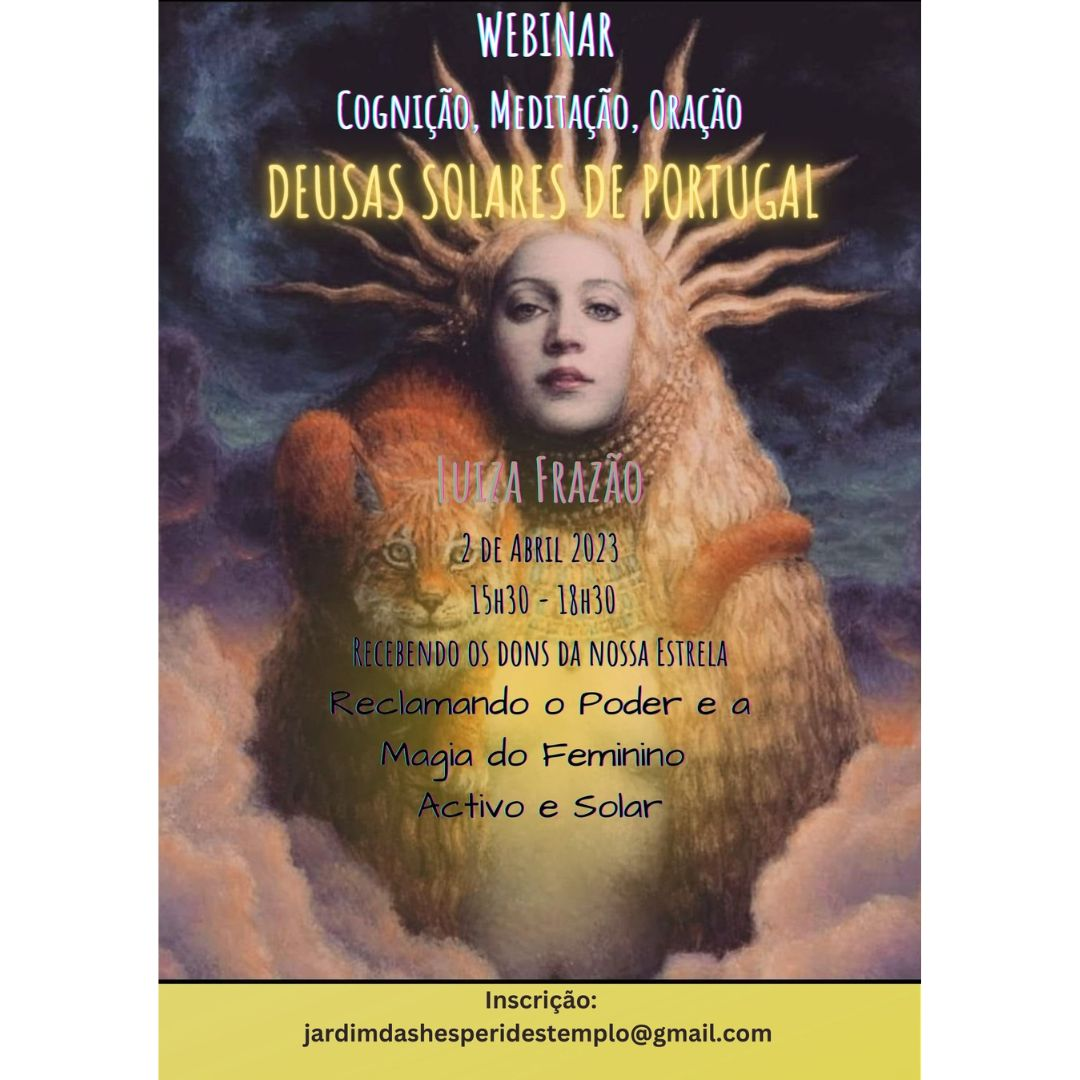 WEBINAR
Cognição, Meditação, Oração
DEUSAS SOLARES DE PORTUGAL
Luiza Frazão
2 de Abril 2023
15h30 - 18h30
Recebendo os dons da nossa Estrela
Reclamando o Poder e a
Magia do Feminino
Activo e Solar
Inscrição:
jardimdashesperidestemplo@gmail.com